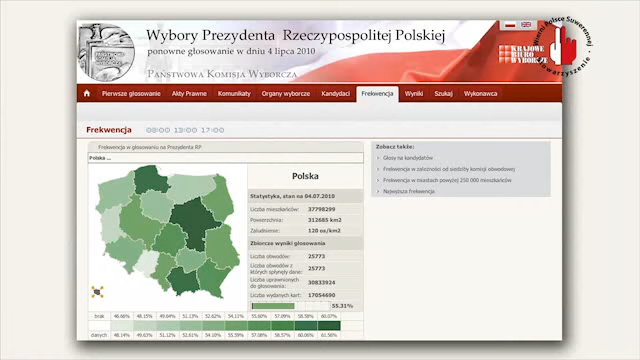 Wybory Prezydenta Rzeczypospolitej Polskiej
ponowne głosowanie w dniu 4 lipca 2010
Państwowa Komisja Wyborcza
KRAJOWE
BIURO
WYBORCZE
Wierni Polsce Suwerennej
Stowarzyszenie
Pierwsze głosowanie
Akty Prawne
Komunikaty
Organy wyborcze
Kandydaci
Frekwencja
Wyniki
Szukaj
Wykonawca
Frekwencja 09:00 13:00 17:00
Frekwencja w głosowaniu na Prezydenta RP
Polska ...
Polska
Statystyka, stan na 04.07.2010
Liczba mieszkańców: 37798299
Powierzchnia: 312685 km2
Zaludnienie: 120 os/km2
Zbiorcze wyniki głosowania
Liczba obwodów: 25773
Liczba obwodów z
których spłynęły dane: 25773
Liczba uprawnionych
do głosowania: 30833924
Liczba wydanych kart: 17054690
55.31%
Zobacz także:
Głosy na kandydatów
Frekwencja w zależności od siedziby komisji obwodowej
Frekwencja w miastach powyżej 250 000 mieszkańców
Najwyższa frekwencja
brak 46.66% 48.15% 49.64% 51.13% 52.62% 54.11% 55.60% 57.09% 58.58% 60.07%
danych 48.14% 49.63% 51.12% 52.61% 54.10% 55.59% 57.08% 58.57% 60.06% 61.56%